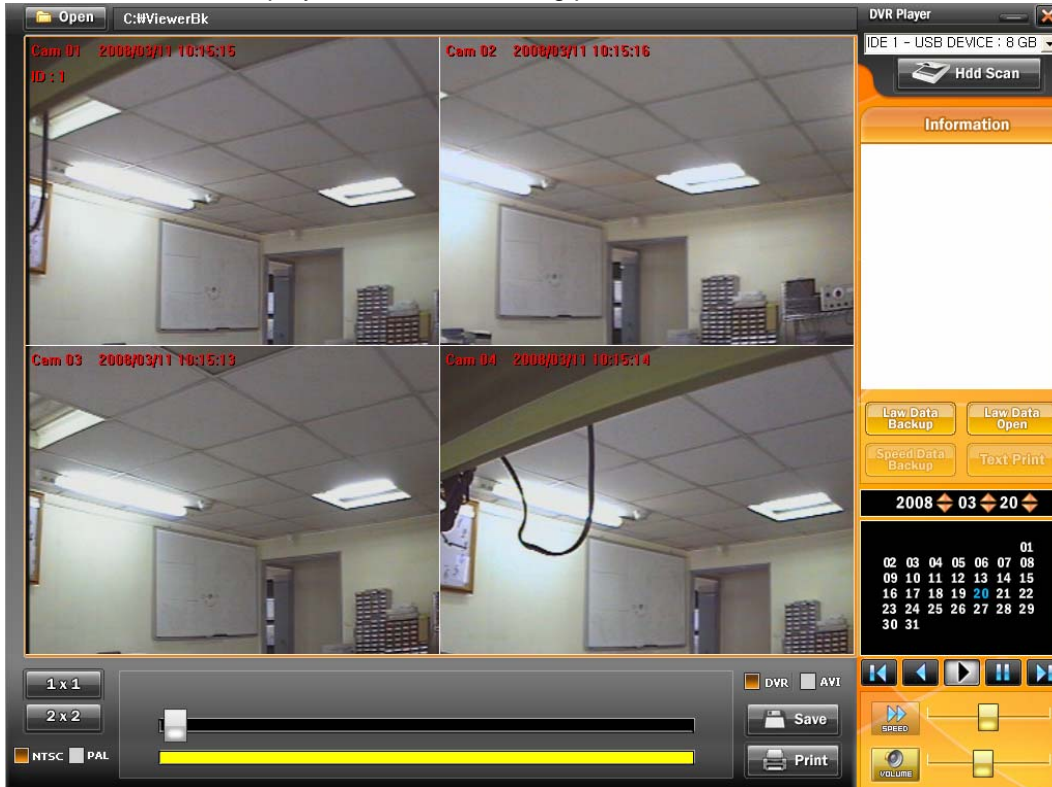 Open C:₩ViewerBk
DVR Player
IDE 1 - USB DEVICE : 8 GB
Hdd Scan
Information
Cam 01 2008/03/11 10:15:15
ID : 1
Cam 02 2008/03/11 10:15:16
Cam 03 2008/03/11 10:15:13
Cam 04 2008/03/11 10:15:14
Law Data
Backup
Law Data
Open
Speed Data
Backup
Text Print
2008 03 20
01
02 03 04 05 06 07 08
09 10 11 12 13 14 15
16 17 18 19 20 21 22
23 24 25 26 27 28 29
30 31
1 x 1
2 x 2
NTSC PAL
DVR AVI
Save
Print
SPEED
VOLUME